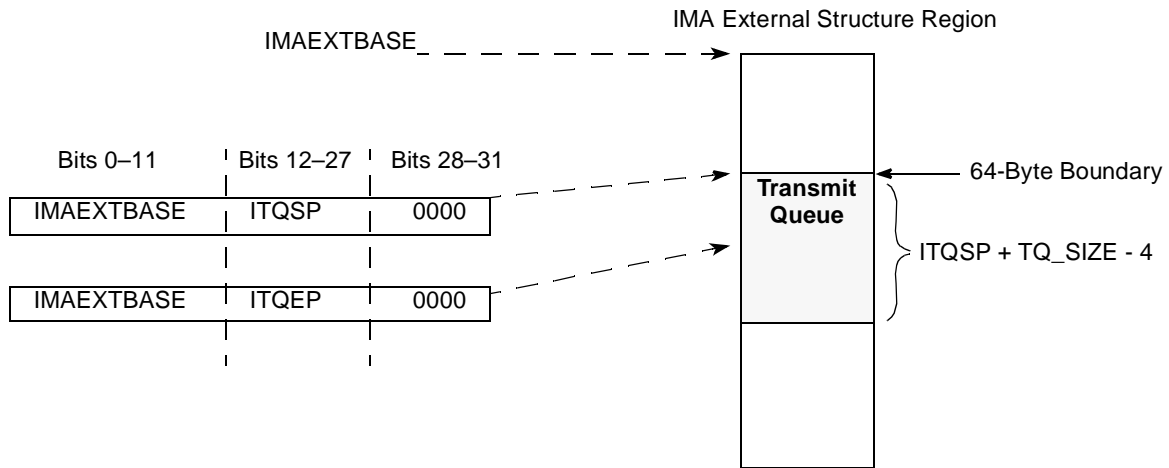 IMA External Structure Region
IMAEXTBASE
Bits 0–11 Bits 12–27 Bits 28–31
64-Byte Boundary
Transmit
Queue
IMAEXTBASE ITQSP 0000
ITQSP + TQ_SIZE - 4
IMAEXTBASE ITQEP 0000